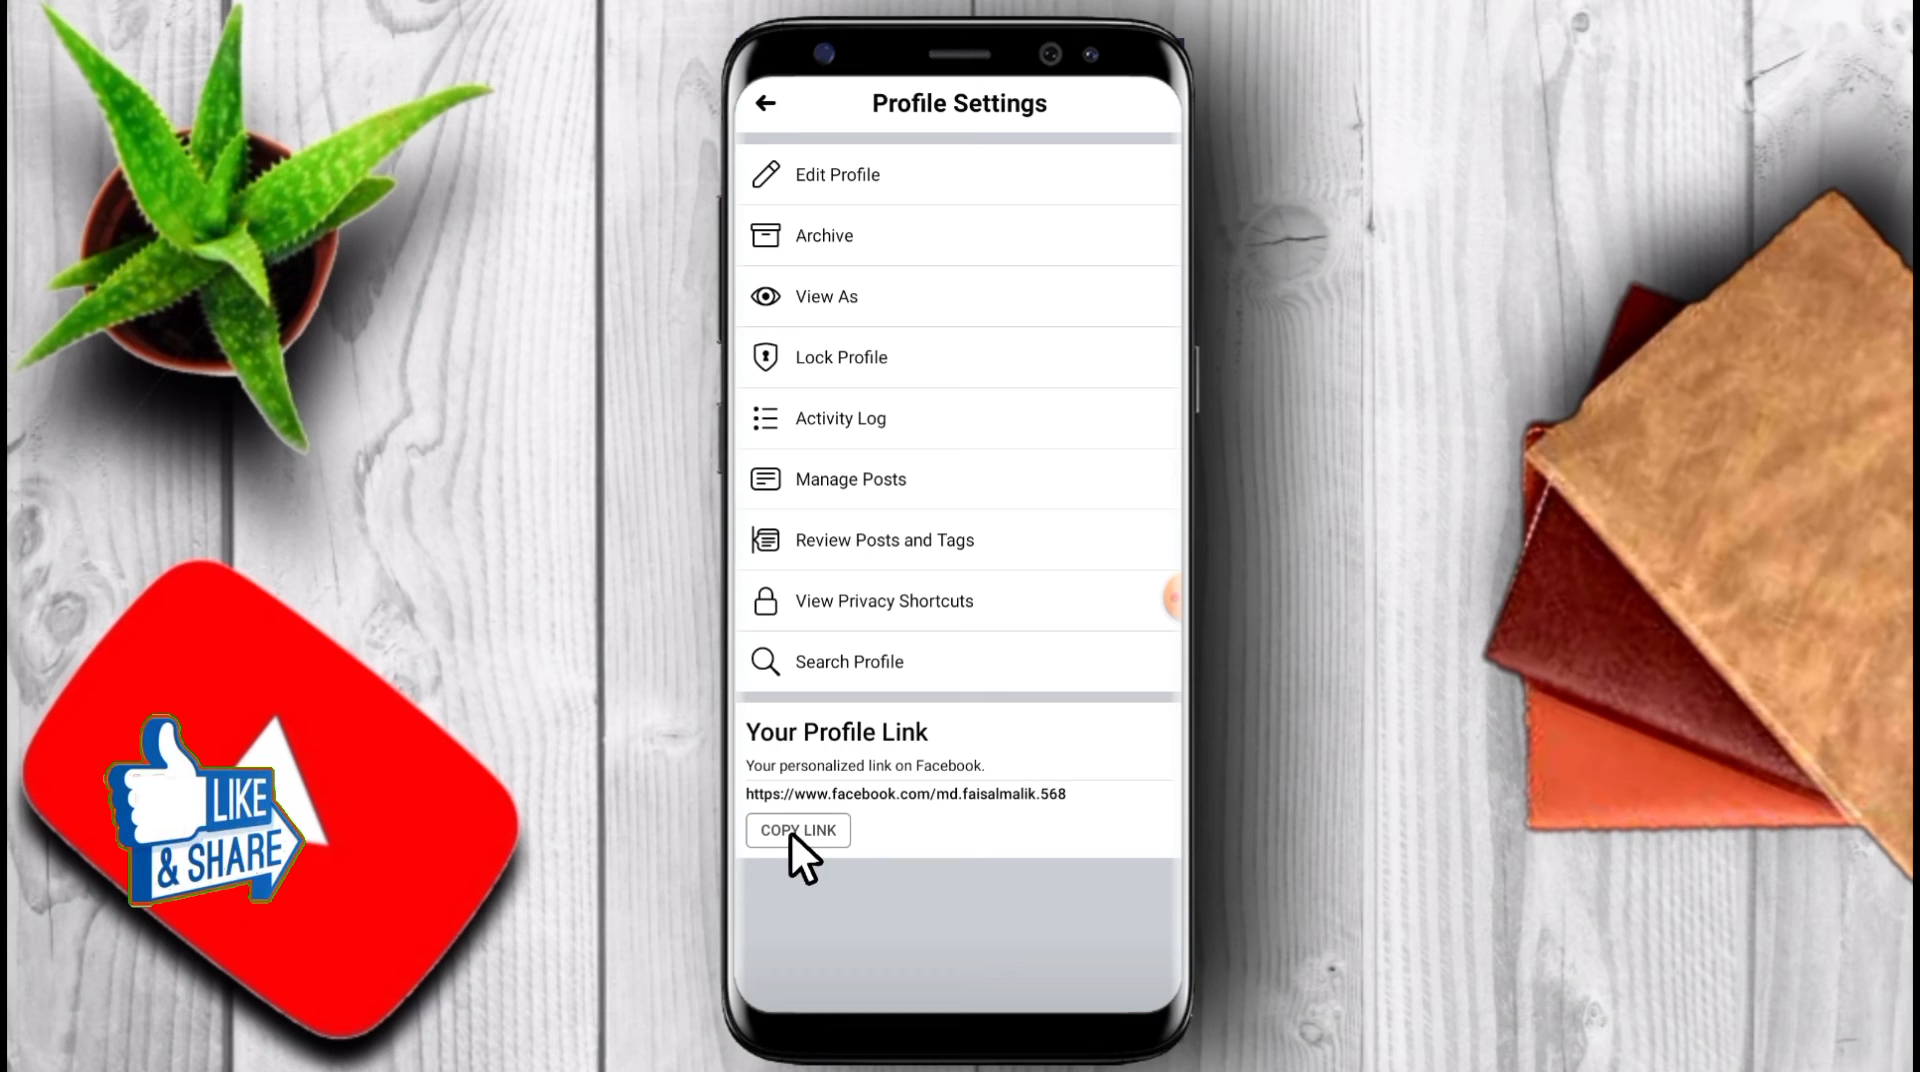 Profile Settings
Edit Profile
Archive
View As
Lock Profile
Activity Log
Manage Posts
Review Posts and Tags
View Privacy Shortcuts
Search Profile
Your Profile Link
Your personalized link on Facebook.
https://www.facebook.com/md.faisalmalik.568
COPY LINK
LIKE
& SHARE